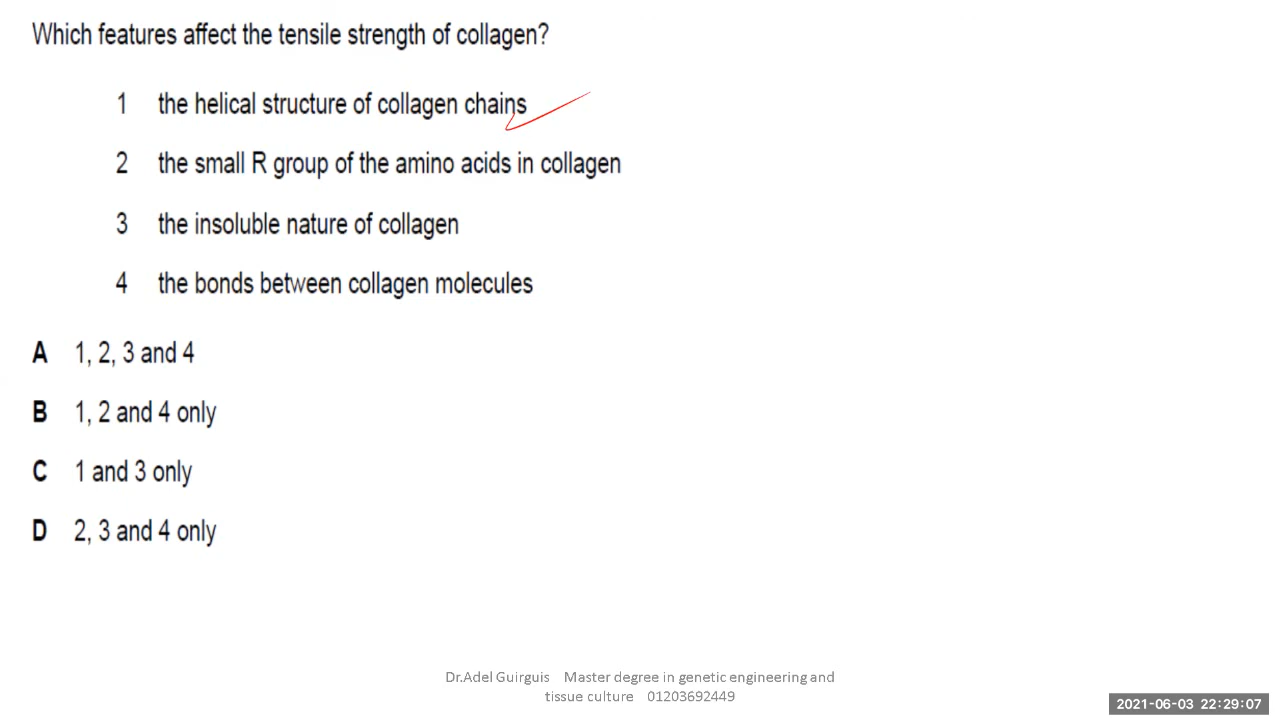 Which features affect the tensile strength of collagen?
1 the helical structure of collagen chains
2 the small R group of the amino acids in collagen
3 the insoluble nature of collagen
4 the bonds between collagen molecules
A 1, 2, 3 and 4
B 1, 2 and 4 only
C 1 and 3 only
D 2, 3 and 4 only
Dr.Adel Guirguis Master degree in genetic engineering and
tissue culture 01203692449
2021-06-03 22:29:07